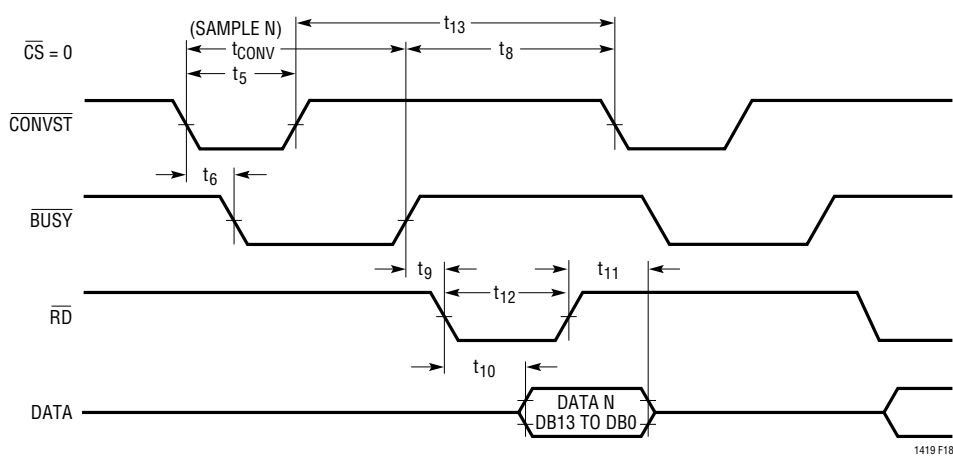 (SAMPLE N)
t13
CS = 0
tCONV
t8
t5
CONVST
t6
BUSY
t9
t11
t12
RD
t10
DATA
DATA N
DB13 TO DB0
1419 F18